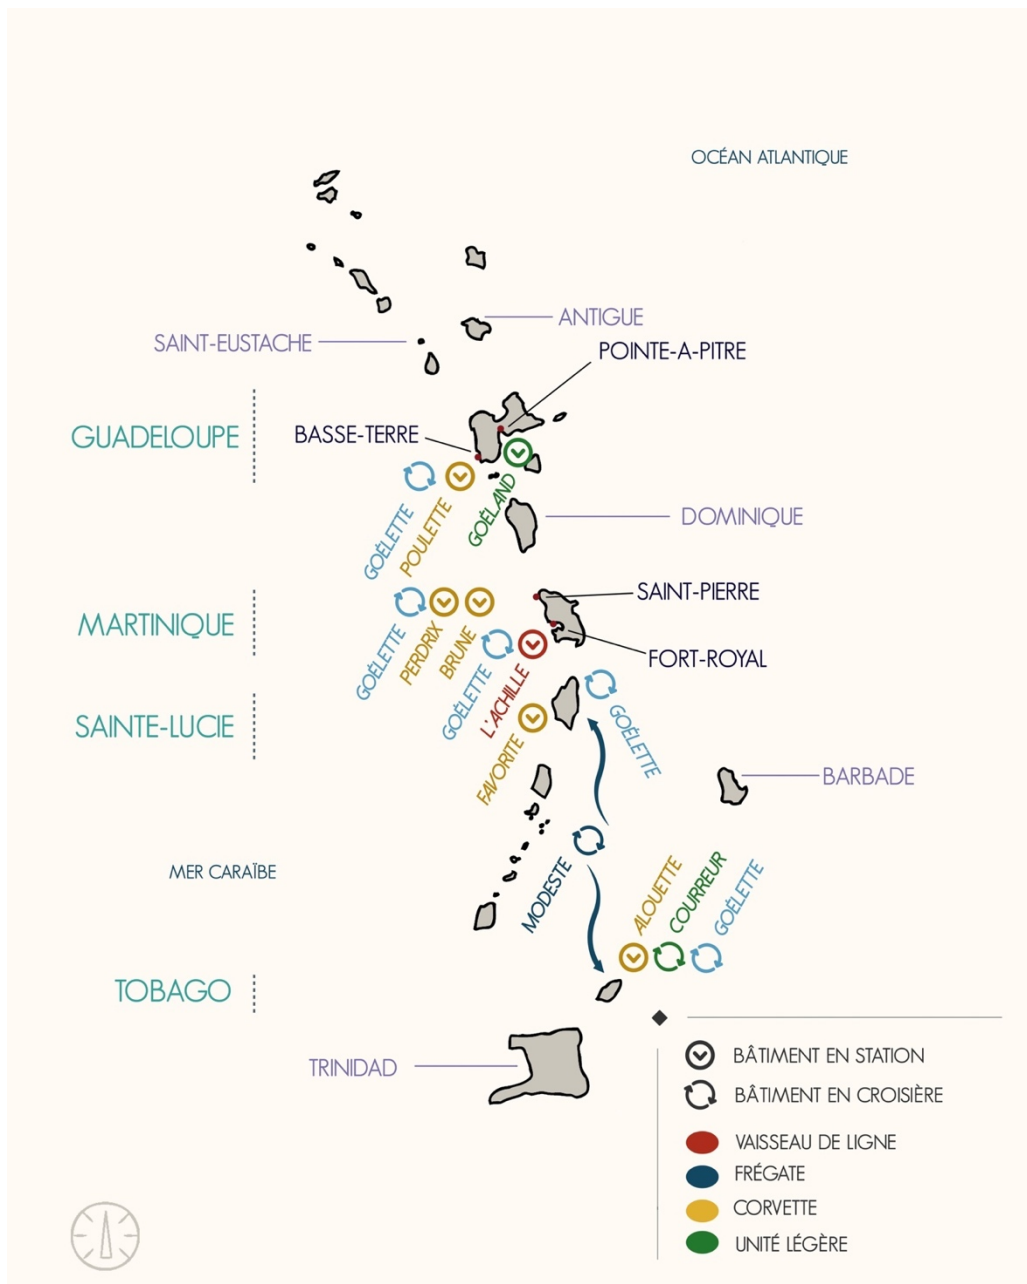 OCÉAN ATLANTIQUE
ANTIGUE
SAINT-EUSTACHE
POINTE-A-PITRE
GUADELOUPE
BASSE-TERRE
GOÉLETTE
POULETTE
GOÉLAND
DOMINIQUE
SAINT-PIERRE
MARTINIQUE
GOÉLETTE
PERDRIX
BRUNE
GOÉLETTE
L'ACHILLE
FORT-ROYAL
SAINTE-LUCIE
FAVORITE
GOÉLETTE
BARBADE
MER CARAÏBE
MODESTE
ALOUETTE
COURREUR
GOÉLETTE
TOBAGO
TRINIDAD
BÂTIMENT EN STATION
BÂTIMENT EN CROISIÈRE
VAISSEAU DE LIGNE
FRÉGATE
CORVETTE
UNITÉ LÉGÈRE